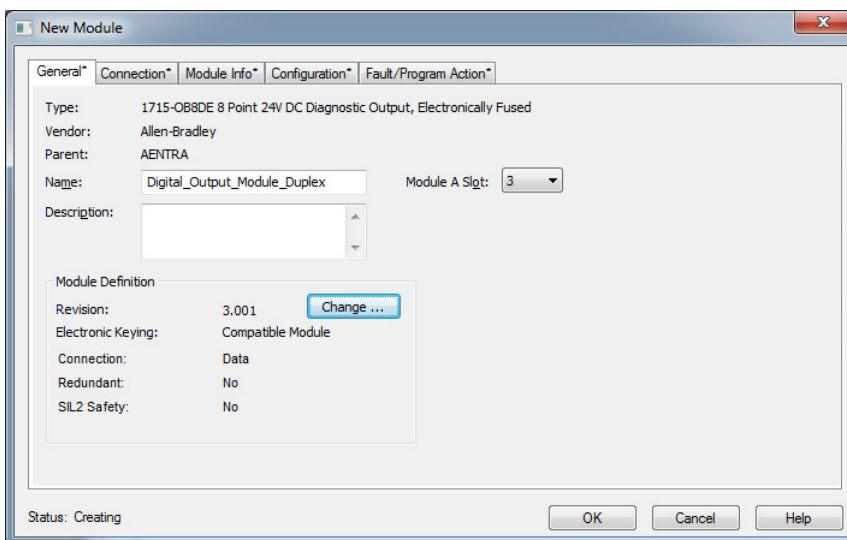 New Module
General* Connection* Module Info* Configuration* Fault/Program Action*
Type: 1715-OB8DE 8 Point 24V DC Diagnostic Output, Electronically Fused
Vendor: Allen-Bradley
Parent: AENTRA
Name: Digital_Output_Module_Duplex Module A Slot: 3
Description:
Module Definition
Revision: 3.001 Change ...
Electronic Keying: Compatible Module
Connection: Data
Redundant: No
SIL2 Safety: No
Status: Creating OK Cancel Help